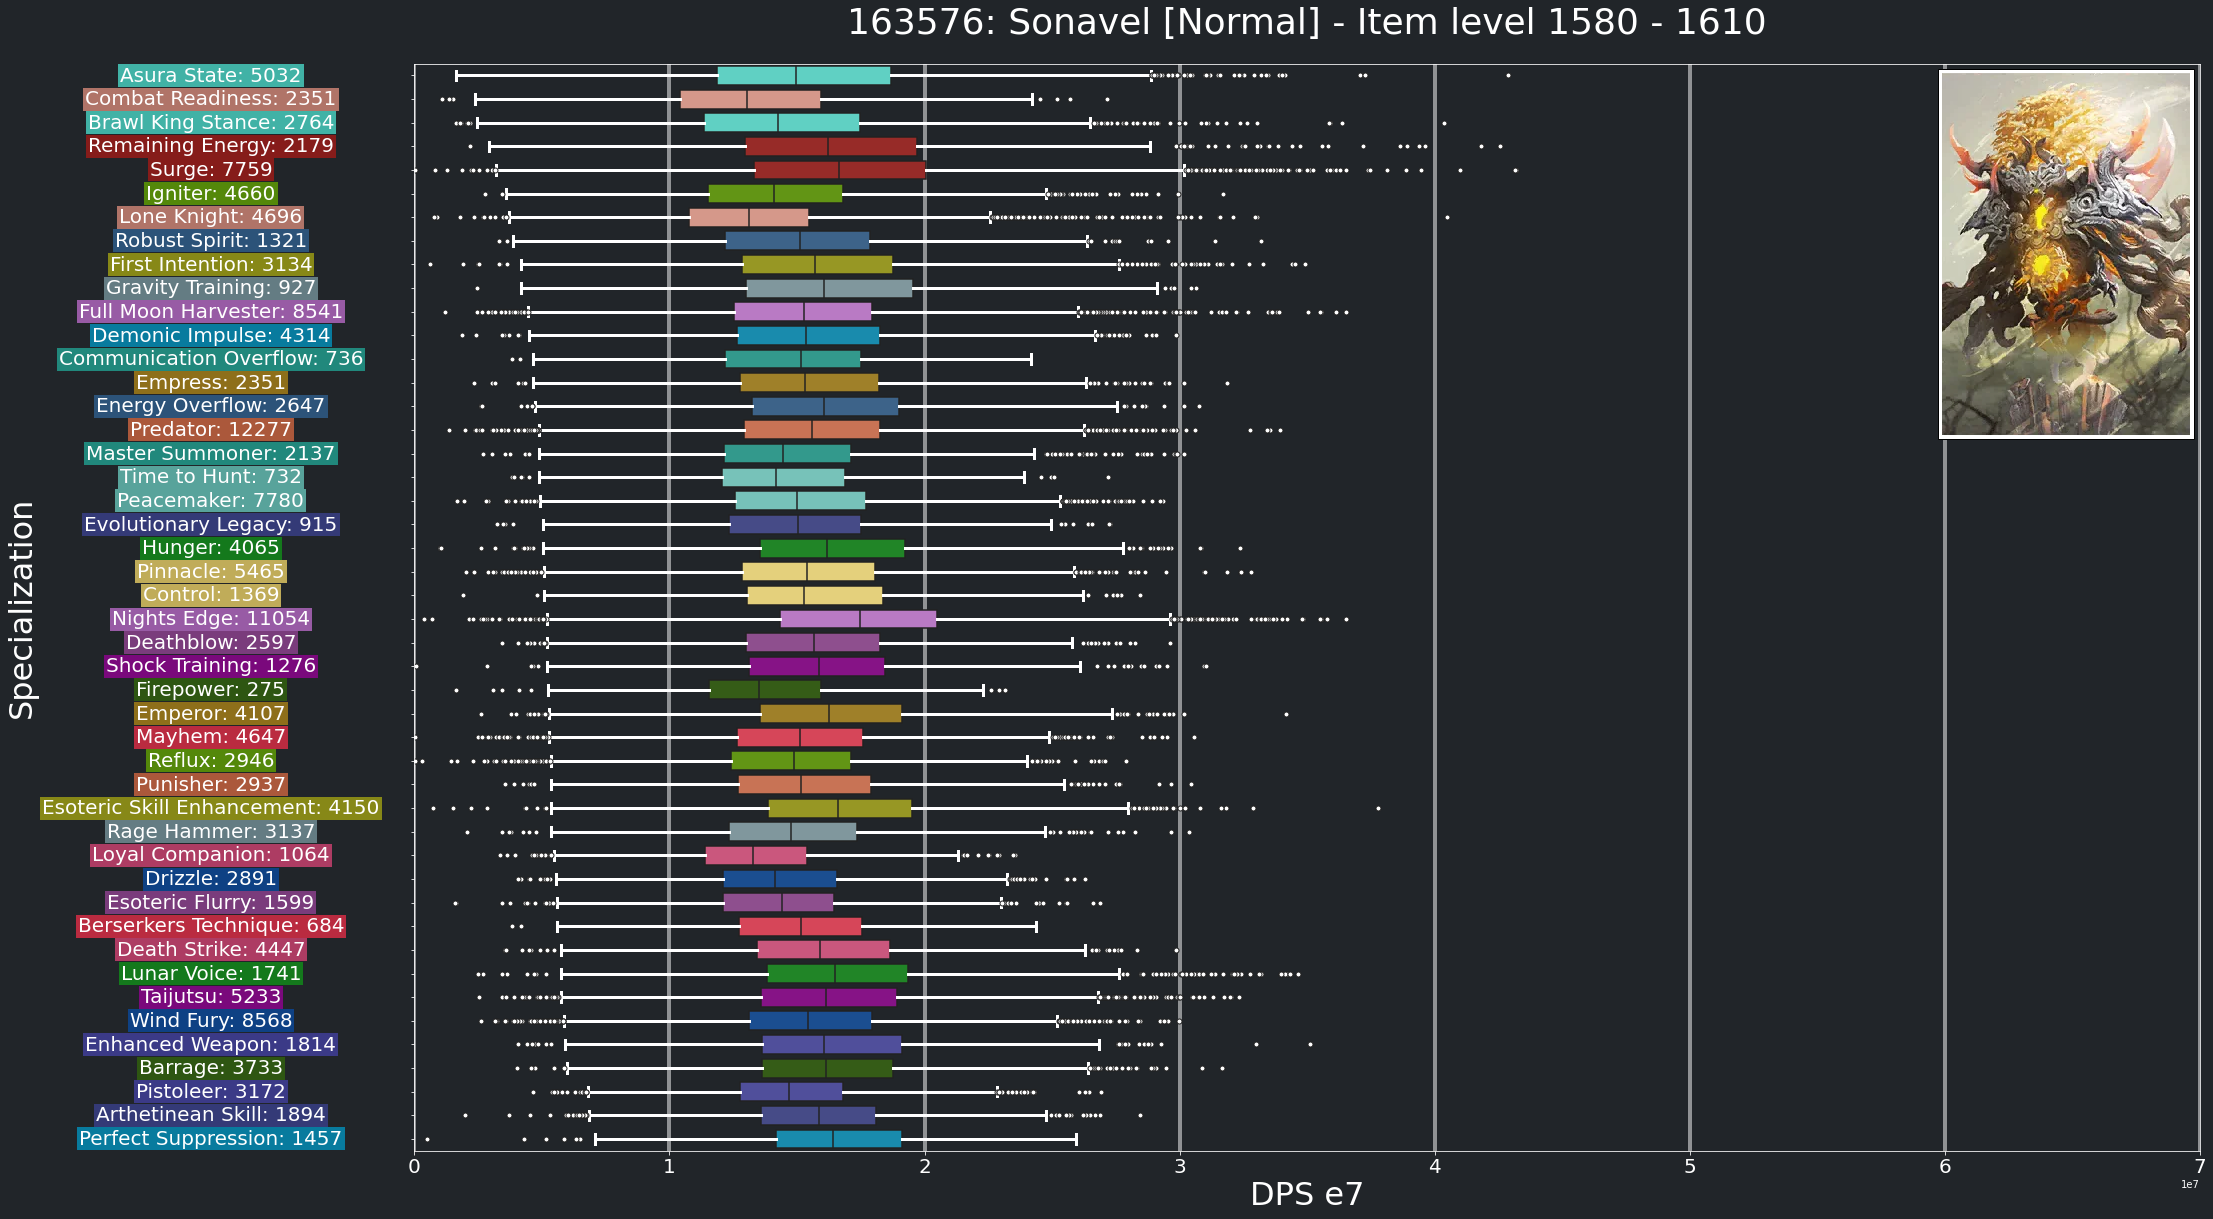 163576: Sonavel [Normal] - Item level 1580 - 1610
Specialization
Asura State: 5032
Combat Readiness: 2351
Brawl King Stance: 2764
Remaining Energy: 2179
Surge: 7759
Igniter: 4660
Lone Knight: 4696
Robust Spirit: 1321
First Intention: 3134
Gravity Training: 927
Full Moon Harvester: 8541
Demonic Impulse: 4314
Communication Overflow: 736
Empress: 2351
Energy Overflow: 2647
Predator: 12277
Master Summoner: 2137
Time to Hunt: 732
Peacemaker: 7780
Evolutionary Legacy: 915
Hunger: 4065
Pinnacle: 5465
Control: 1369
Nights Edge: 11054
Deathblow: 2597
Shock Training: 1276
Firepower: 275
Emperor: 4107
Mayhem: 4647
Reflux: 2946
Punisher: 2937
Esoteric Skill Enhancement: 4150
Rage Hammer: 3137
Loyal Companion: 1064
Drizzle: 2891
Esoteric Flurry: 1599
Berserkers Technique: 684
Death Strike: 4447
Lunar Voice: 1741
Taijutsu: 5233
Wind Fury: 8568
Enhanced Weapon: 1814
Barrage: 3733
Pistoleer: 3172
Arthetinean Skill: 1894
Perfect Suppression: 1457
0 1 2 3 4 5 6 7
1e7
DPS e7